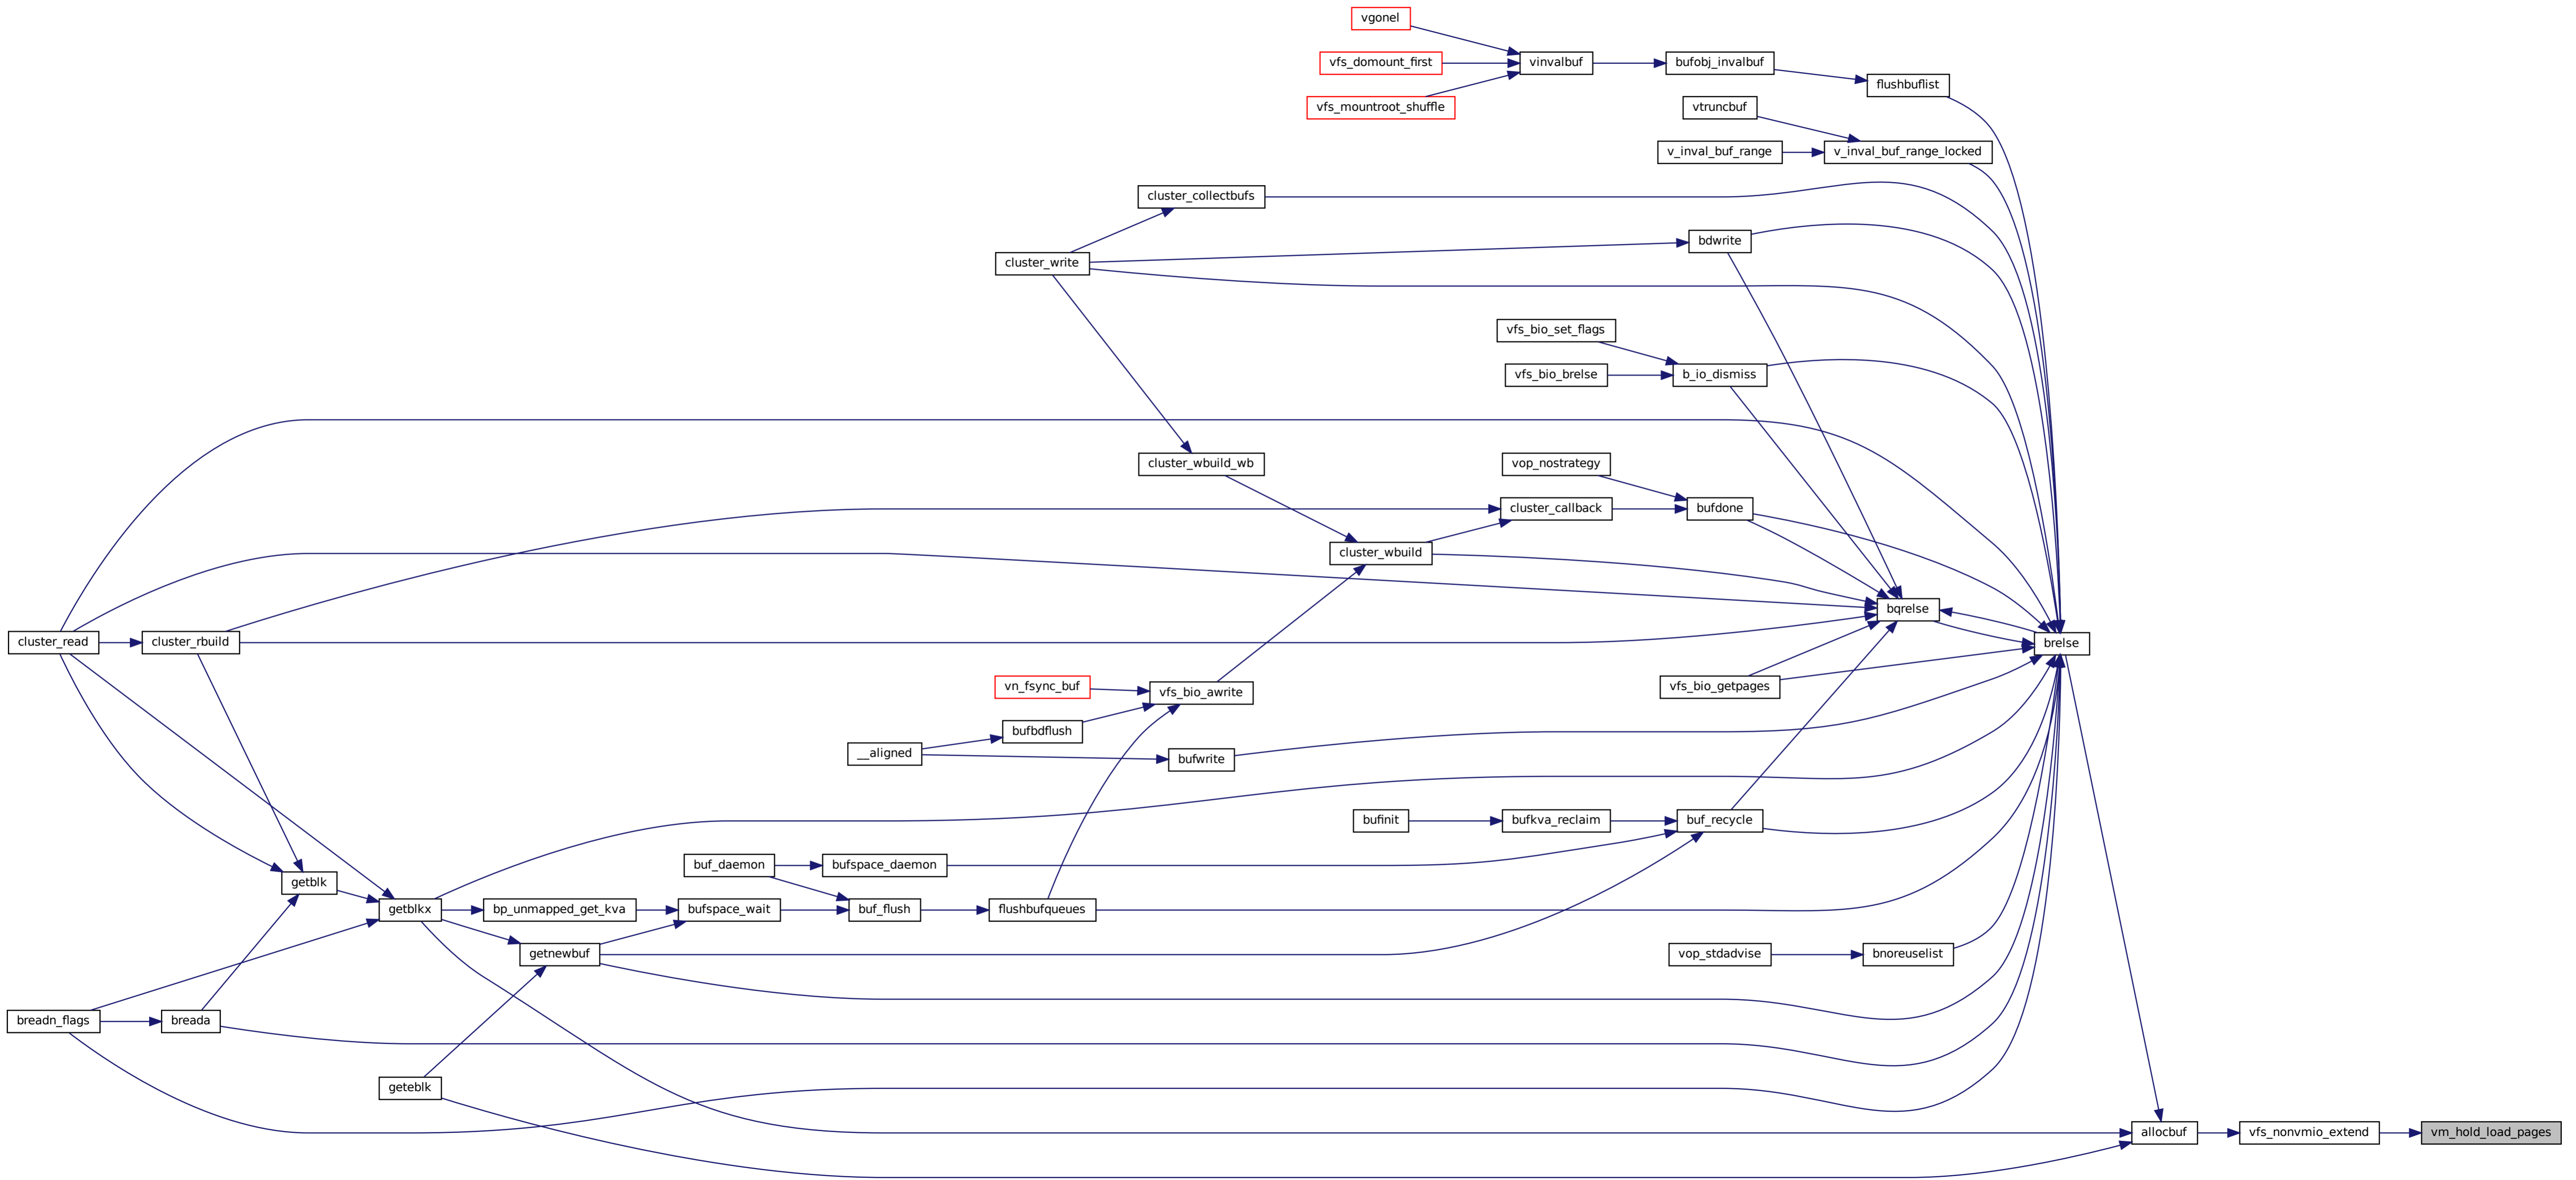 vgonel
vfs_domount_first
vinvalbuf
bufobj_invalbuf
flushbuflist
vfs_mountroot_shuffle
vtruncbuf
v_inval_buf_range
v_inval_buf_range_locked
cluster_collectbufs
bdwrite
cluster_write
vfs_bio_set_flags
vfs_bio_brelse
b_io_dismiss
cluster_wbuild_wb
vop_nostrategy
cluster_callback
bufdone
cluster_wbuild
bqrelse
cluster_read
cluster_rbuild
brelse
vn_fsync_buf
vfs_bio_awrite
vfs_bio_getpages
bufbdflush
__aligned
bufwrite
bufinit
bufkva_reclaim
buf_recycle
buf_daemon
bufspace_daemon
getblk
getblkx
bp_unmapped_get_kva
bufspace_wait
buf_flush
flushbufqueues
getnewbuf
vop_stdadvise
bnoreuselist
breadn_flags
breada
geteblk
allocbuf
vfs_nonvmio_extend
vm_hold_load_pages